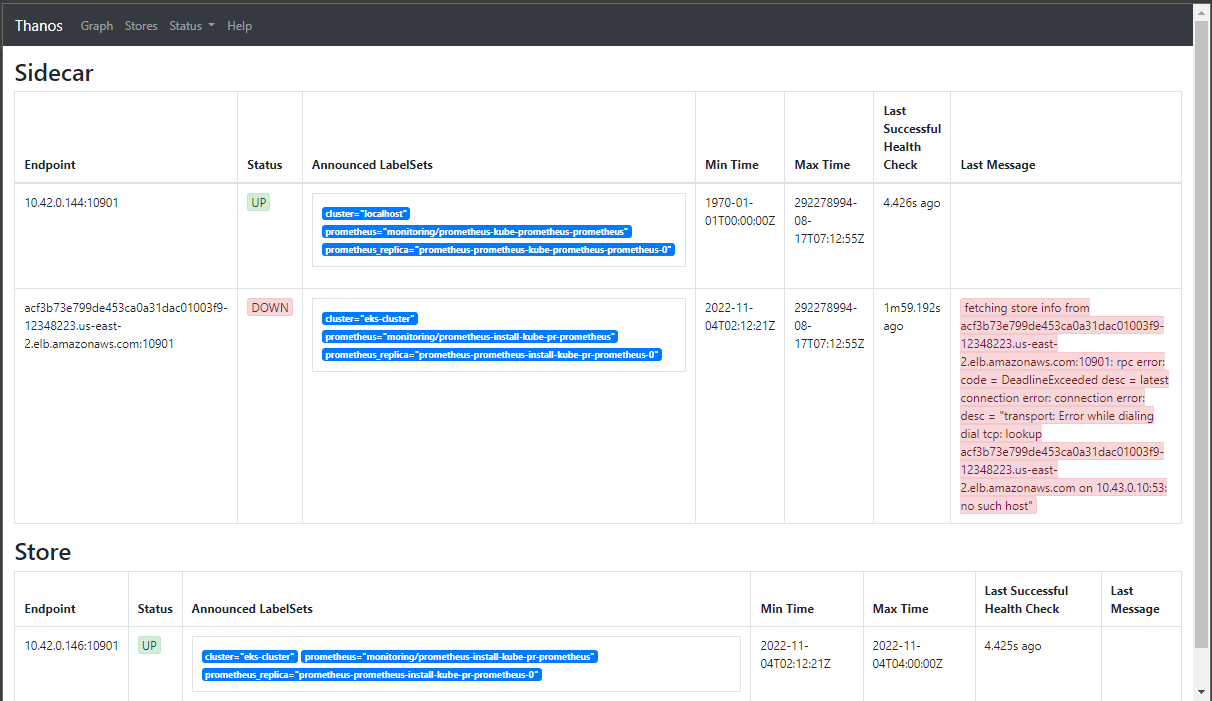 Thanos Graph Stores Status Help
Sidecar
Endpoint Status Announced LabelSets Min Time Max Time Last Successful Health Check Last Message
10.42.0.144:10901
UP
cluster="localhost"
prometheus="monitoring/prometheus-kube-prometheus-prometheus"
prometheus_replica="prometheus-prometheus-kube-prometheus-prometheus-0"
1970-01-
01T00:00:00Z
292278994-
08-
17T07:12:55Z
4.426s ago
acf3b73e799de453ca0a31dac01003f9-
12348223.us-east-
2.elb.amazonaws.com:10901
DOWN
cluster="eks-cluster"
prometheus="monitoring/prometheus-install-kube-pr-prometheus"
prometheus_replica="prometheus-prometheus-install-kube-pr-prometheus-0"
2022-11-
04T02:12:21Z
292278994-
08-
17T07:12:55Z
1m59.192s
ago
fetching store info from
acf3b73e799de453ca0a31dac01003f9-
12348223.us-east-
2.elb.amazonaws.com:10901: rpc error:
code = DeadlineExceeded desc = latest
connection error: connection error:
desc = "transport: Error while dialing
dial tcp: lookup
acf3b73e799de453ca0a31dac01003f9-
12348223.us-east-
2.elb.amazonaws.com on 10.43.0.10:53:
no such host"
Store
Endpoint Status Announced LabelSets Min Time Max Time Last Successful Health Check Last Message
10.42.0.146:10901
UP
cluster="eks-cluster" prometheus="monitoring/prometheus-install-kube-pr-prometheus"
prometheus_replica="prometheus-prometheus-install-kube-pr-prometheus-0"
2022-11-
04T02:12:21Z
2022-11-
04T04:00:00Z
4.425s ago